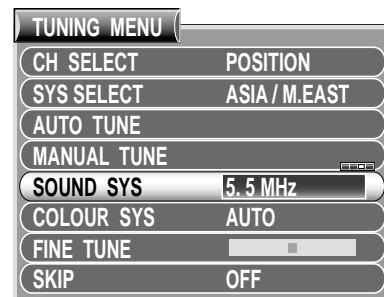 TUNING MENU
CH SELECT POSITION
SYS SELECT ASIA / M.EAST
AUTO TUNE
MANUAL TUNE
SOUND SYS 5. 5 MHz
COLOUR SYS AUTO
FINE TUNE
SKIP OFF